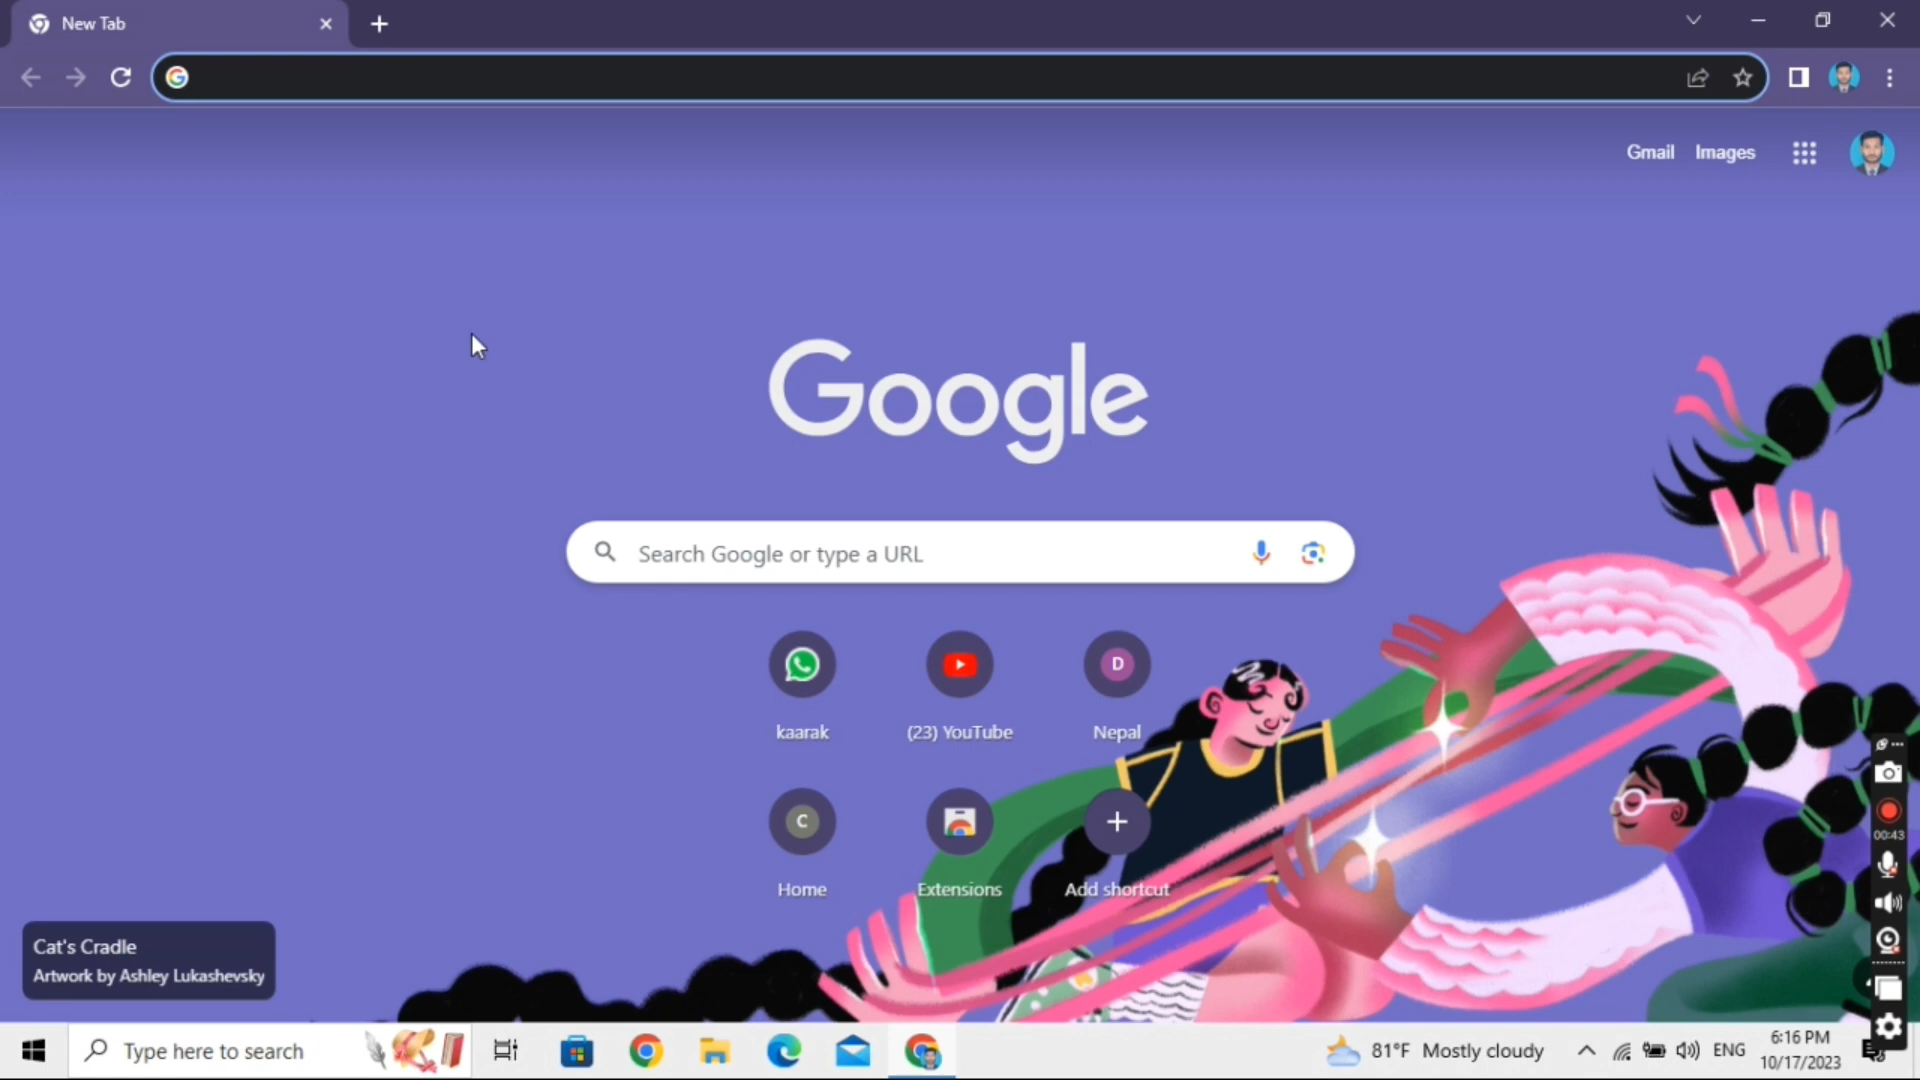 New Tab
Gmail Images
Google
Search Google or type a URL
D
kaarak (23) YouTube Nepal
C
Home Extensions Add shortcut
Cat's Cradle
Artwork by Ashley Lukashevsky
00:43
Type here to search
81°F Mostly cloudy
ENG
6:16 PM
10/17/2023